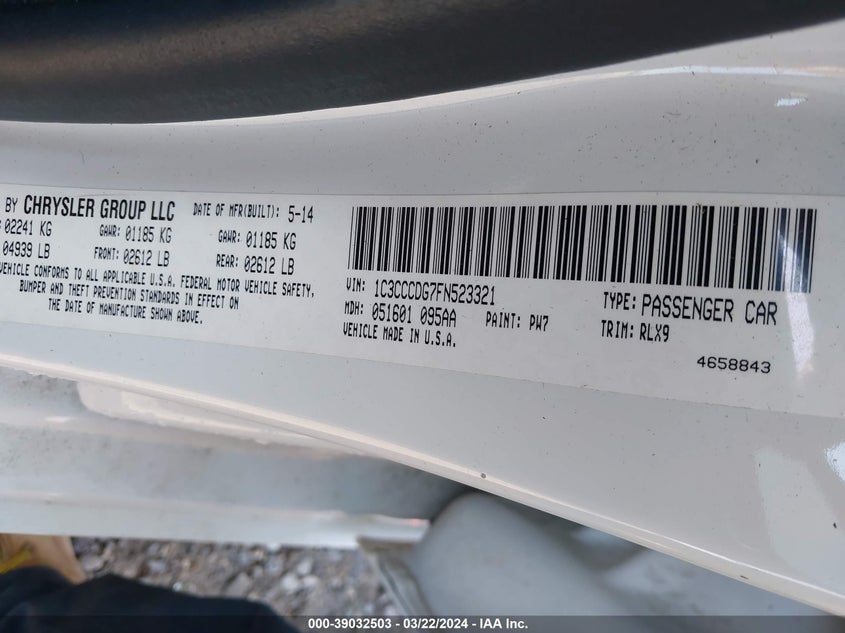 BY CHRYSLER GROUP LLC DATE OF MFR(BUILT): 5-14
02241 KG GAWR: 01185 KG GAWR: 01185 KG
04939 LB FRONT: 02612 LB REAR: 02612 LB
VEHICLE CONFORMS TO ALL APPLICABLE U.S.A. FEDERAL MOTOR VEHICLE SAFETY,
BUMPER AND THEFT PREVENTION STANDARDS IN EFFECT ON
THE DATE OF MANUFACTURE SHOWN ABOVE.
VIN: 1C3CCCDG7FN523321 TYPE: PASSENGER CAR
MDH: 051601 095AA PAINT: PW7 TRIM: RLX9
VEHICLE MADE IN U.S.A.
4658843
000-39032503 / 03/22/2024 / IAA Inc.